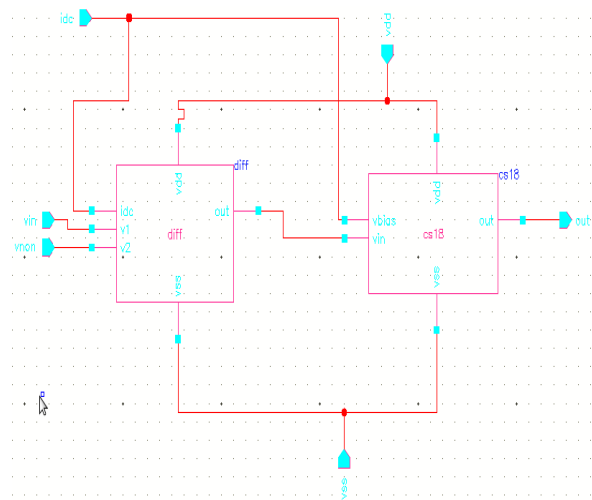 idc
vdd
diff
cs18
vdd
vdd
idc
out
vbias
out
out
vin
v1
diff
vin
cs18
vnon
v2
vss
vss
vss